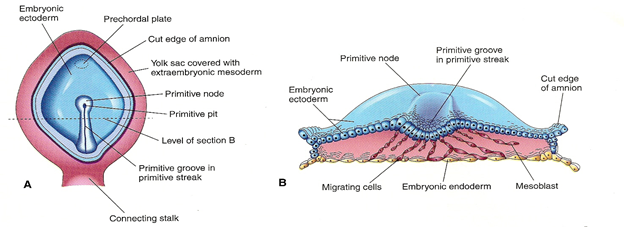 Embryonic
ectoderm
Prechordal plate
Cut edge of amnion
Yolk sac covered with
extraembryonic mesoderm
Primitive node
Primitive pit
Level of section B
Primitive groove in
primitive streak
A
Connecting stalk
Primitive node
Primitive groove
in primitive streak
Embryonic
ectoderm
Cut edge
of amnion
B
Migrating cells
Embryonic endoderm
Mesoblast